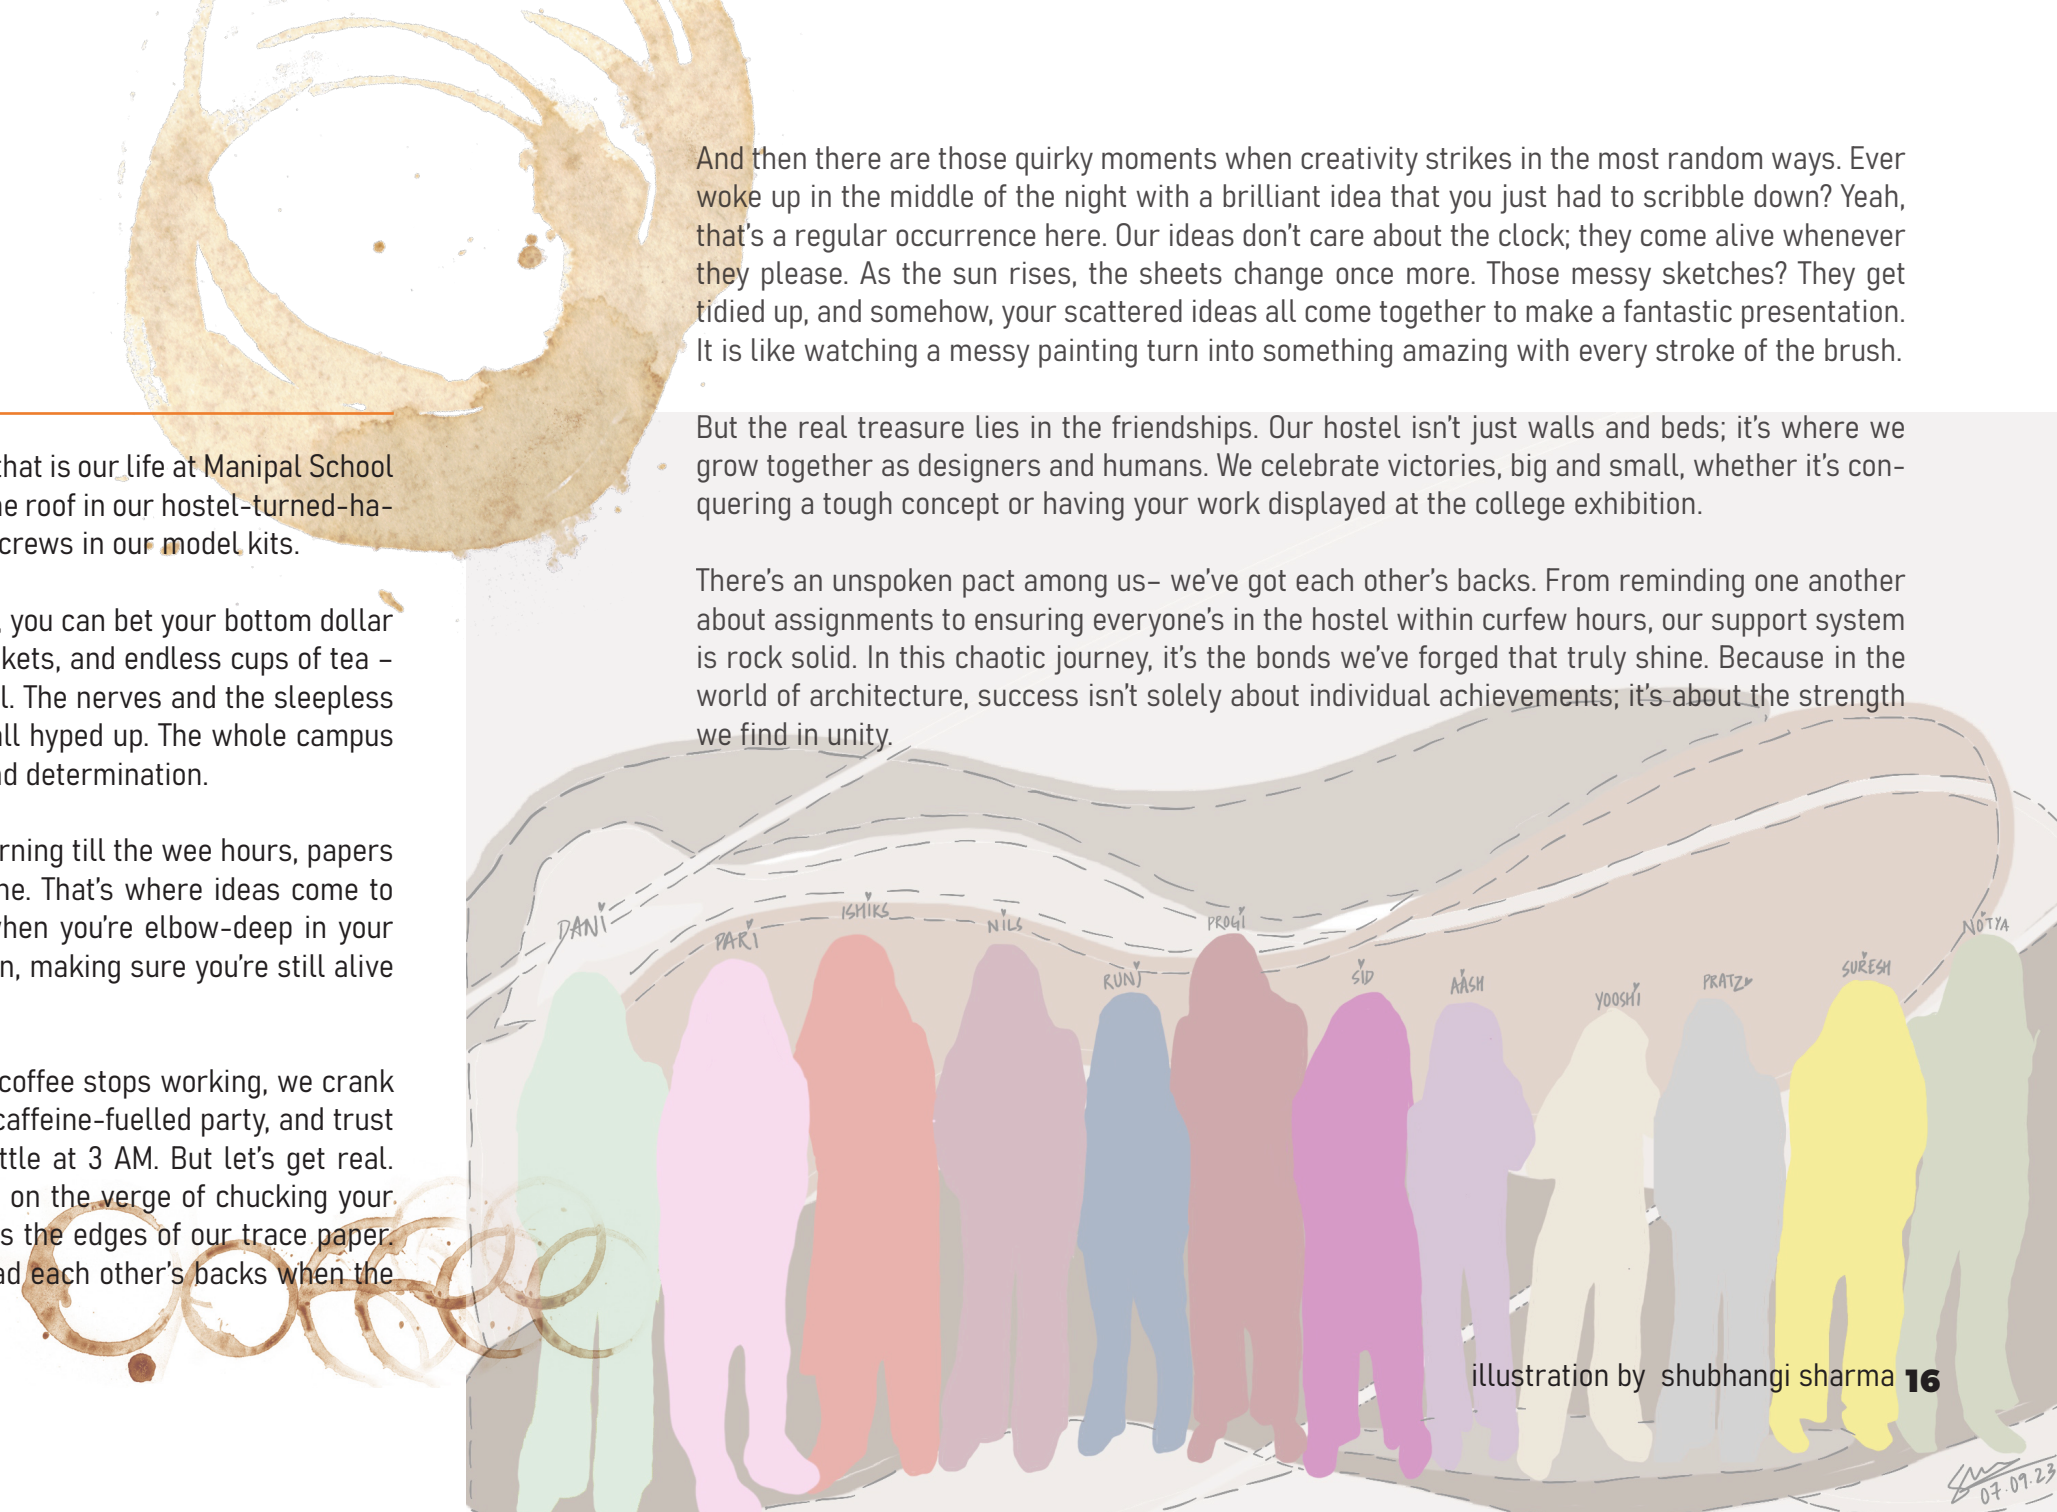 that is our life at Manipal School
roof in our hostel-turned-ha-
in our model kits.
you can bet your bottom dollar
and endless cups of tea –
The nerves and the sleepless
hyped up. The whole campus
determination.
till the wee hours, papers
That's where ideas come to
when you're elbow-deep in your
making sure you're still alive
coffee stops working, we crank
caffeine-fuelled party, and trust
at 3 AM. But let's get real.
on the verge of chucking your
the edges of our trace paper.
each other's backs when the
And then there are those quirky moments when creativity strikes in the most random ways. Ever
woke up in the middle of the night with a brilliant idea that you just had to scribble down? Yeah,
that's a regular occurrence here. Our ideas don't care about the clock; they come alive whenever
they please. As the sun rises, the sheets change once more. Those messy sketches? They get
tidied up, and somehow, your scattered ideas all come together to make a fantastic presentation.
It is like watching a messy painting turn into something amazing with every stroke of the brush.
But the real treasure lies in the friendships. Our hostel isn't just walls and beds; it's where we
grow together as designers and humans. We celebrate victories, big and small, whether it's con-
quering a tough concept or having your work displayed at the college exhibition.
There's an unspoken pact among us– we've got each other's backs. From reminding one another
about assignments to ensuring everyone's in the hostel within curfew hours, our support system
is rock solid. In this chaotic journey, it's the bonds we've forged that truly shine. Because in the
world of architecture, success isn't solely about individual achievements; it's about the strength
we find in unity.
DANI
PARI
ISHIKS
NILS
RUNJ
PROGI
SID
AASH
YOOSHI
PRATZ
SURESH
NOTYA
illustration by shubhangi sharma 16
07.09.23